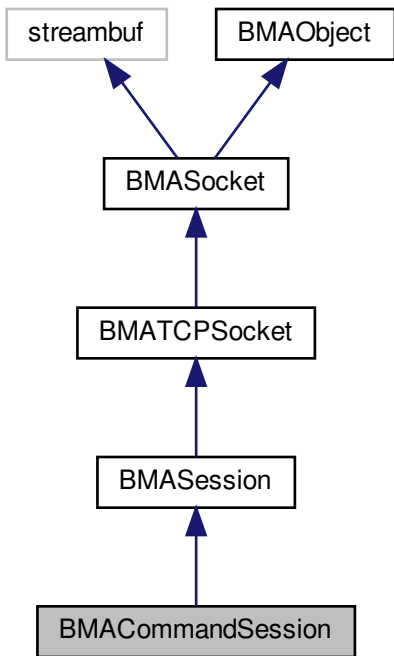 streambuf
BMAObject
BMASocket
BMATCPSocket
BMASession
BMACommandSession